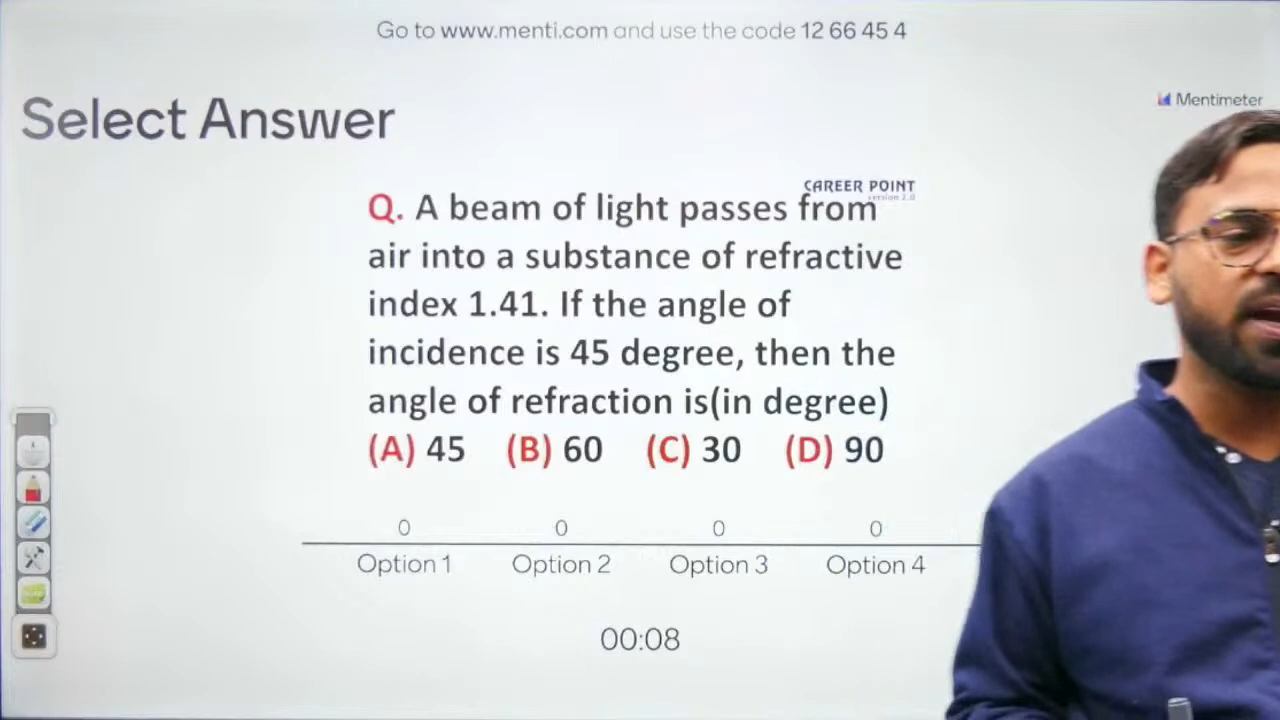 Go to www.menti.com and use the code 12 66 45 4
Select Answer
Mentimeter
CAREER POINT
version 2.0
Q. A beam of light passes from
air into a substance of refractive
index 1.41. If the angle of
incidence is 45 degree, then the
angle of refraction is(in degree)
(A) 45 (B) 60 (C) 30 (D) 90
0 0 0 0
Option 1 Option 2 Option 3 Option 4
00:08